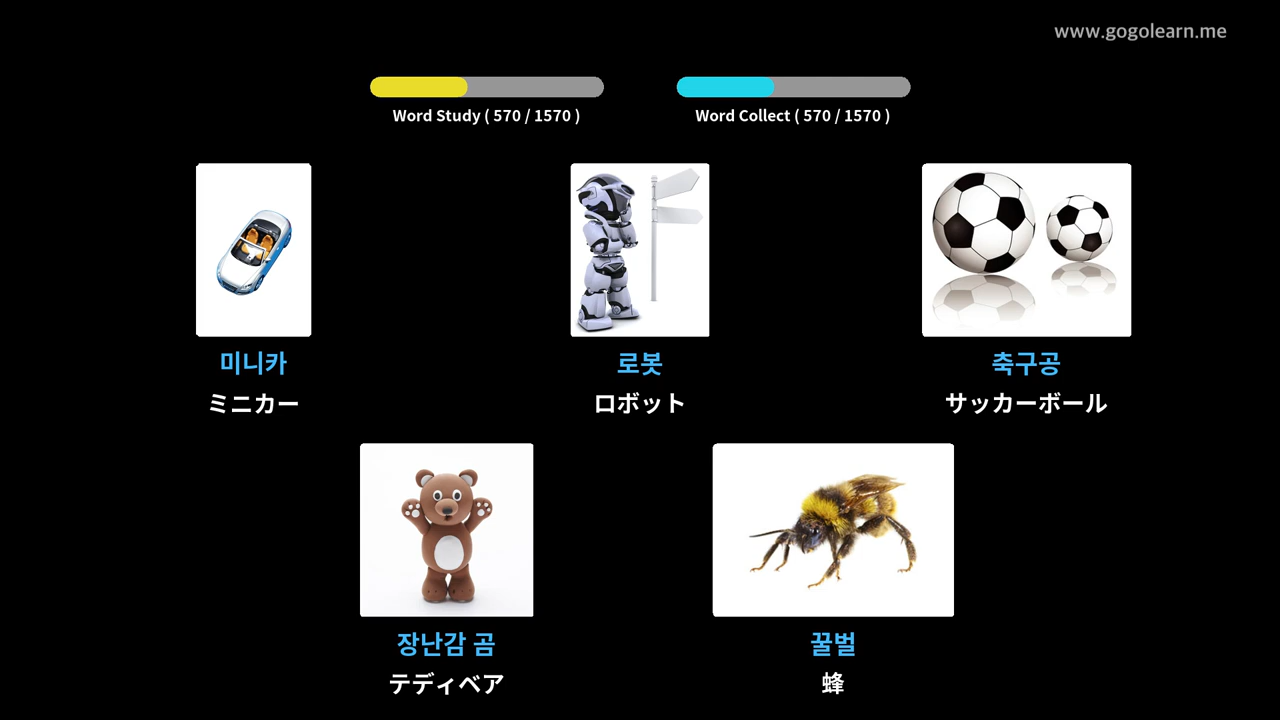 www.gogolearn.me
Word Study ( 570 / 1570 )
Word Collect ( 570 / 1570 )
미니카
ミニカー
로봇
ロボット
축구공
サッカーボール
장난감 곰
テディベア
꿀벌
蜂